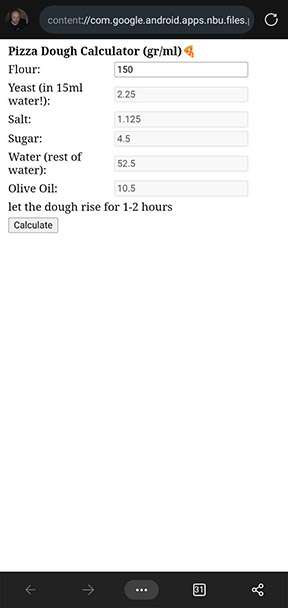 content://com.google.android.apps.nbu.files.
Pizza Dough Calculator (gr/ml)🍕
Flour: 150
Yeast (in 15ml
water!): 2.25
Salt: 1.125
Sugar: 4.5
Water (rest of
water): 52.5
Olive Oil: 10.5
let the dough rise for 1-2 hours
Calculate
31